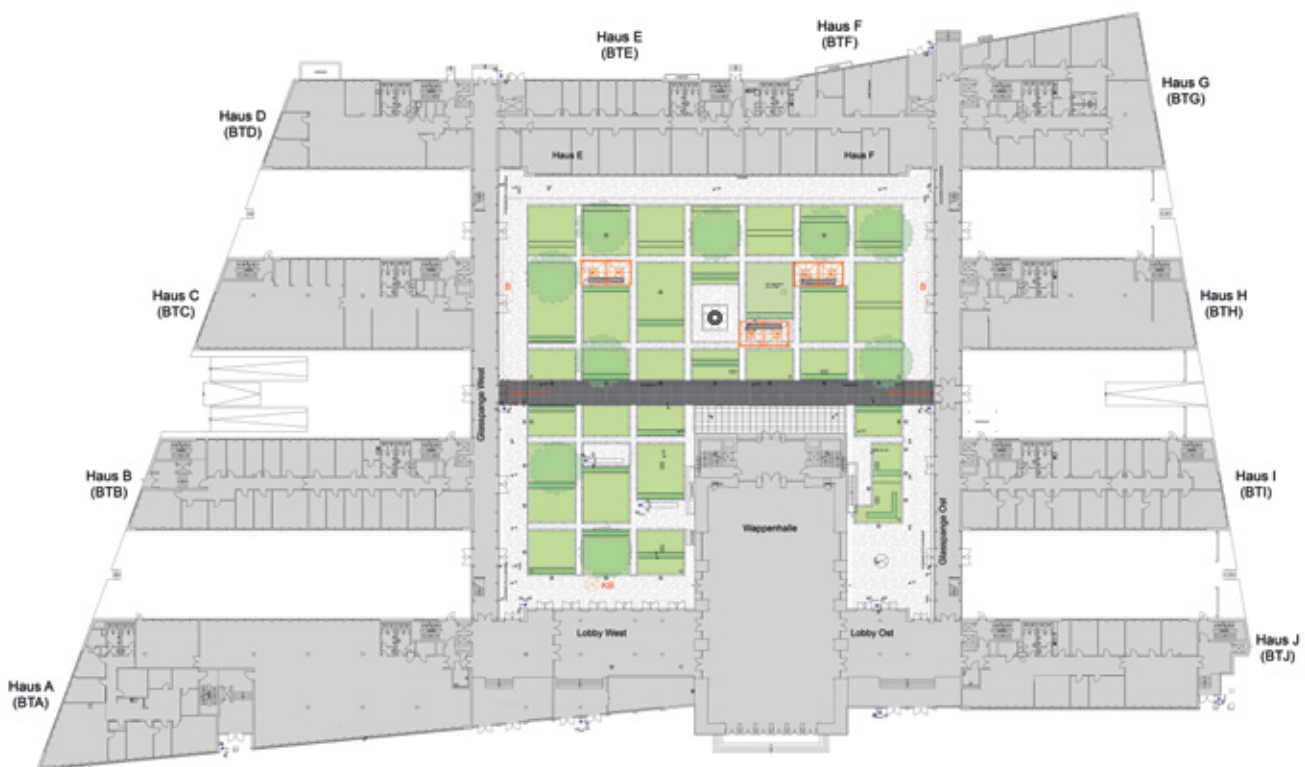 Haus E
(BTE)
Haus F
(BTF)
Haus G
(BTG)
Haus D
(BTD)
Haus E
Haus F
Haus C
(BTC)
B
B
Haus H
(BTH)
Glasspange West
Haus B
(BTB)
Haus I
(BTI)
Wappenhalle
Glasspange Ost
KB
Lobby West
Lobby Ost
Haus J
(BTJ)
Haus A
(BTA)